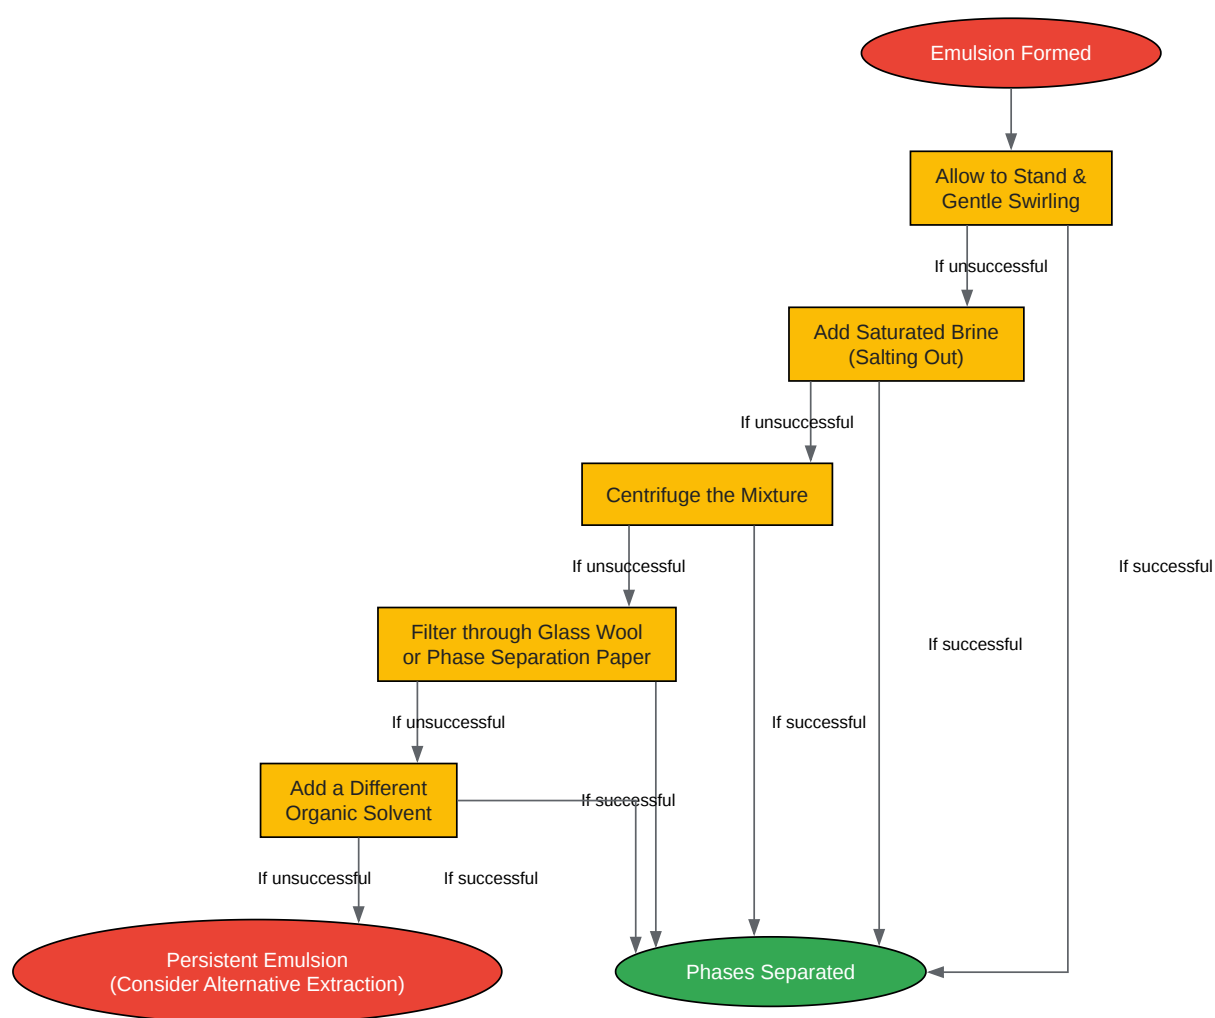 Emulsion Formed
Allow to Stand &
Gentle Swirling
If unsuccessful
Add Saturated Brine
(Salting Out)
If unsuccessful
Centrifuge the Mixture
If unsuccessful
If successful
Filter through Glass Wool
or Phase Separation Paper
If successful
If unsuccessful
If successful
Add a Different
Organic Solvent
If successful
If unsuccessful
If successful
Persistent Emulsion
(Consider Alternative Extraction)
Phases Separated